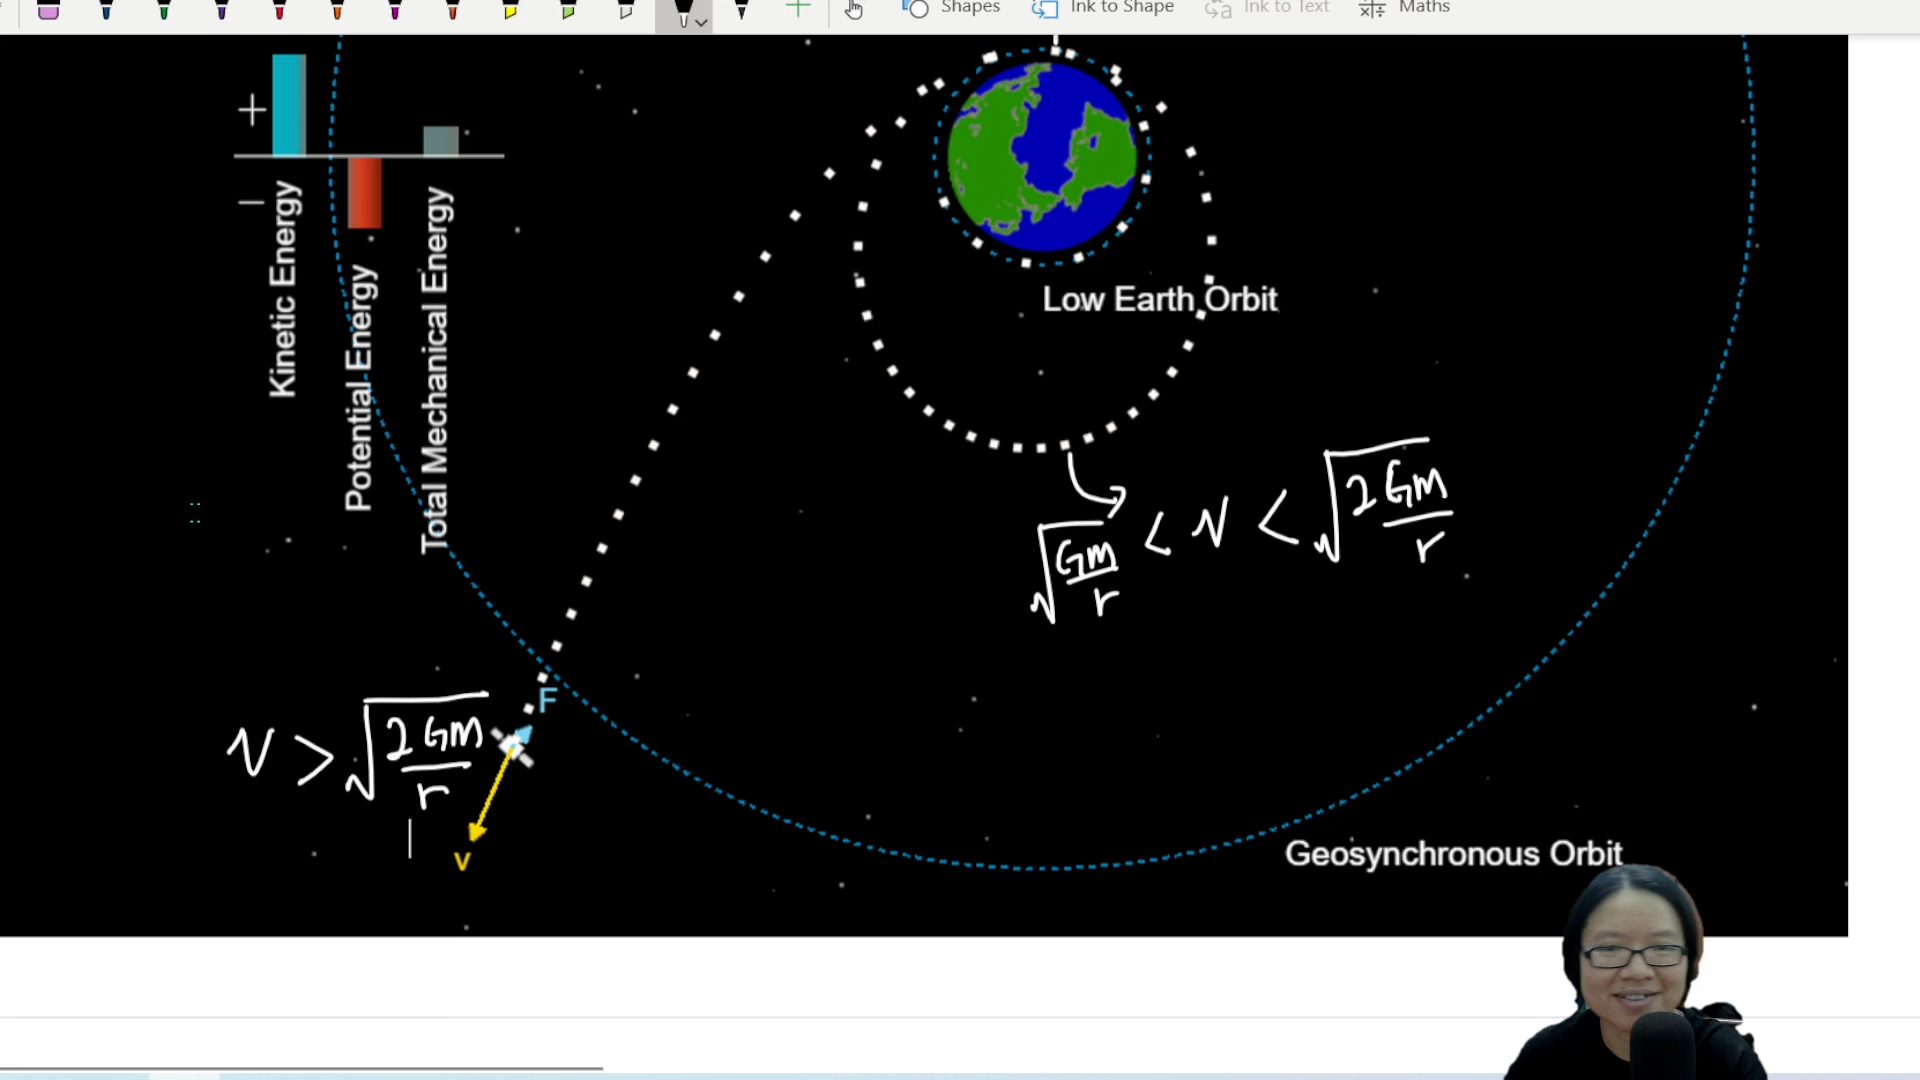 Shapes
Ink to Shape
Ink to Text
Maths
+
−
Kinetic Energy
Potential Energy
Total Mechanical Energy
Low Earth Orbit
√(Gm/r) < v < √(2Gm/r)
F
v > √(2Gm/r)
v
Geosynchronous Orbit